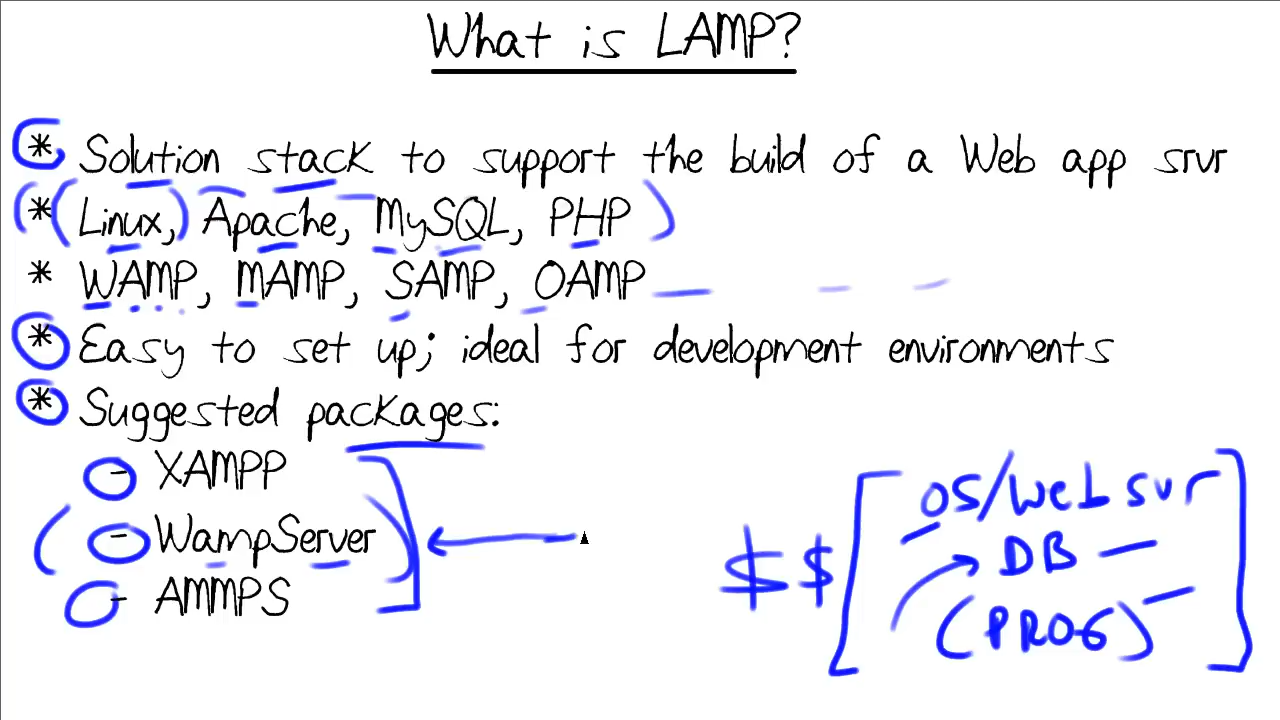 What is LAMP?
* Solution stack to support the build of a Web app srvr
* (Linux,) Apache, MySQL, PHP
* WAMP, MAMP, SAMP, OAMP
* Easy to set up; ideal for development environments
* Suggested packages:
- XAMPP
- WampServer
- AMMPS
OS/Web svr
$$ DB
(PROG)